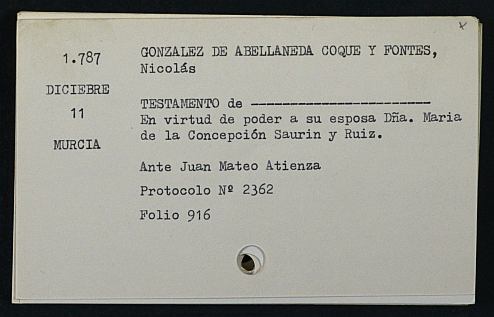 x
1.787
DICIEBRE
11
MURCIA
GONZALEZ DE ABELLANEDA COQUE Y FONTES,
Nicolás
TESTAMENTO de -----------------------
En virtud de poder a su esposa Dña. Maria
de la Concepción Saurin y Ruiz.
Ante Juan Mateo Atienza
Protocolo Nº 2362
Folio 916